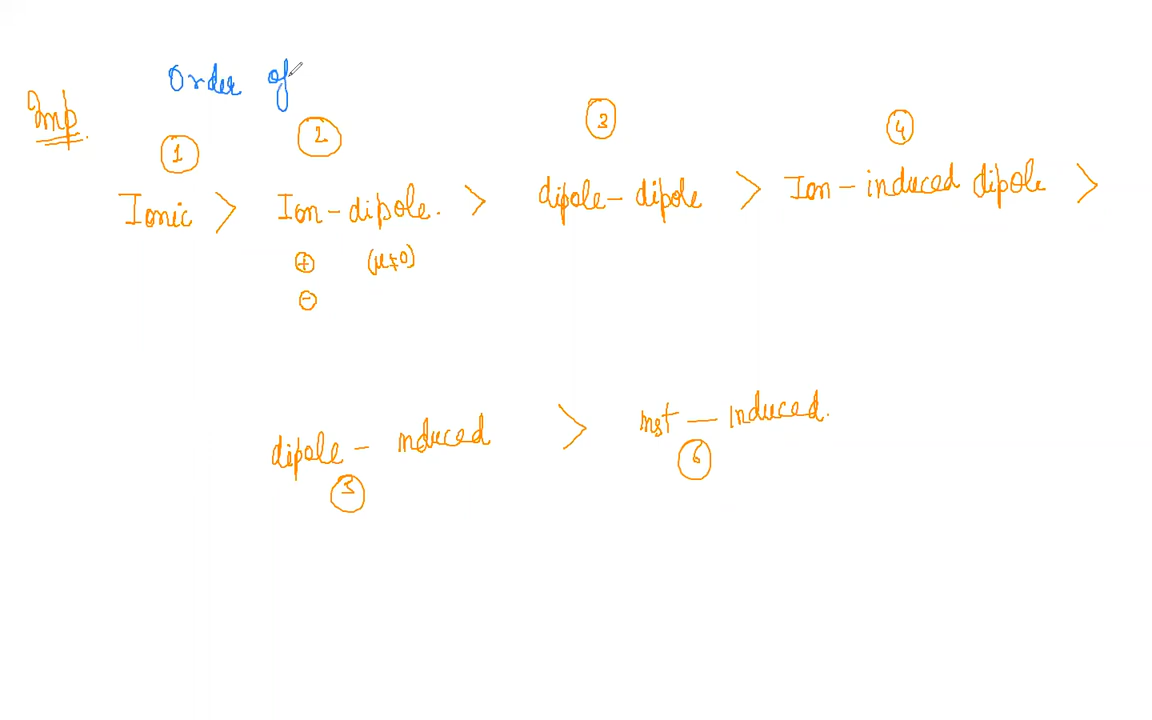 Order of
Imp.
1 2 3 4
Ionic > Ion-dipole. > dipole-dipole > Ion-induced dipole >
+ (μ≠0)
-
dipole - induced > inst - induced.
5 6